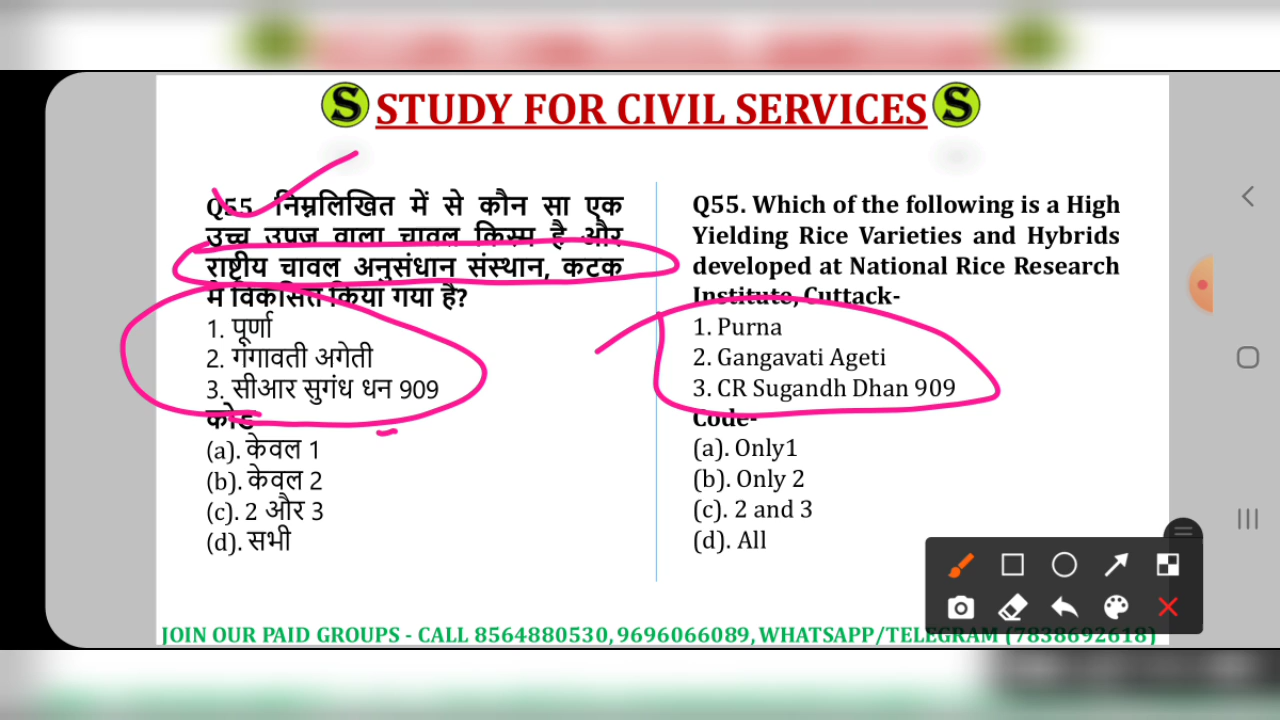 S STUDY FOR CIVIL SERVICES S
Q55. निम्नलिखित में से कौन सा एक
उच्च उपज वाला चावल किस्म है और
राष्ट्रीय चावल अनुसंधान संस्थान, कटक
में विकसित किया गया है?
1. पूर्णा
2. गंगावती अगेती
3. सीआर सुगंध धन 909
कोड-
(a). केवल 1
(b). केवल 2
(c). 2 और 3
(d). सभी
Q55. Which of the following is a High
Yielding Rice Varieties and Hybrids
developed at National Rice Research
Institute, Cuttack-
1. Purna
2. Gangavati Ageti
3. CR Sugandh Dhan 909
Code-
(a). Only1
(b). Only 2
(c). 2 and 3
(d). All
JOIN OUR PAID GROUPS - CALL 8564880530, 9696066089, WHATSAPP/TELEGRAM (7838692618)